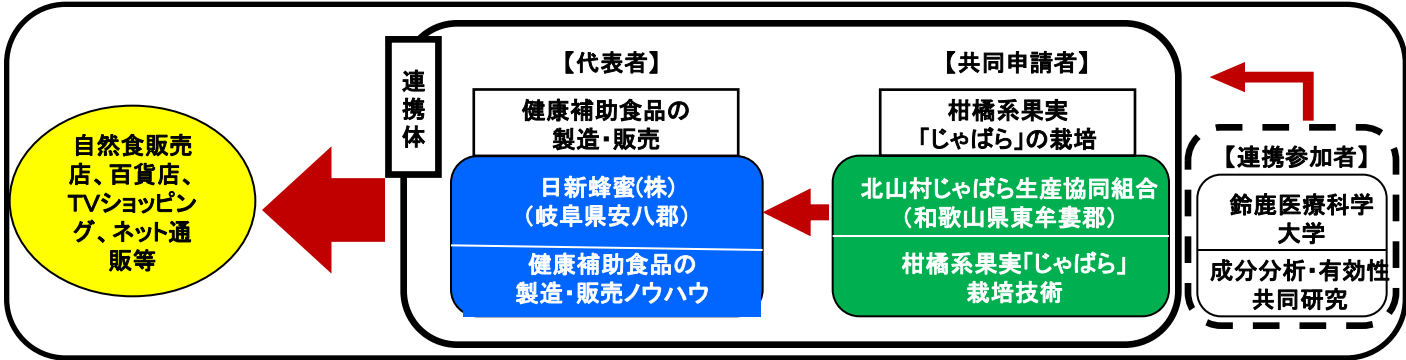 自然食販売
店、百貨店、
TVショッピン
グ、ネット通
販等
連
携
体
【代表者】
健康補助食品の
製造・販売
日新蜂蜜(株)
(岐阜県安八郡)
健康補助食品の
製造・販売ノウハウ
【共同申請者】
柑橘系果実
「じゃばら」の栽培
北山村じゃばら生産協同組合
(和歌山県東牟婁郡)
柑橘系果実「じゃばら」
栽培技術
【連携参加者】
鈴鹿医療科学
大学
成分分析・有効性
共同研究